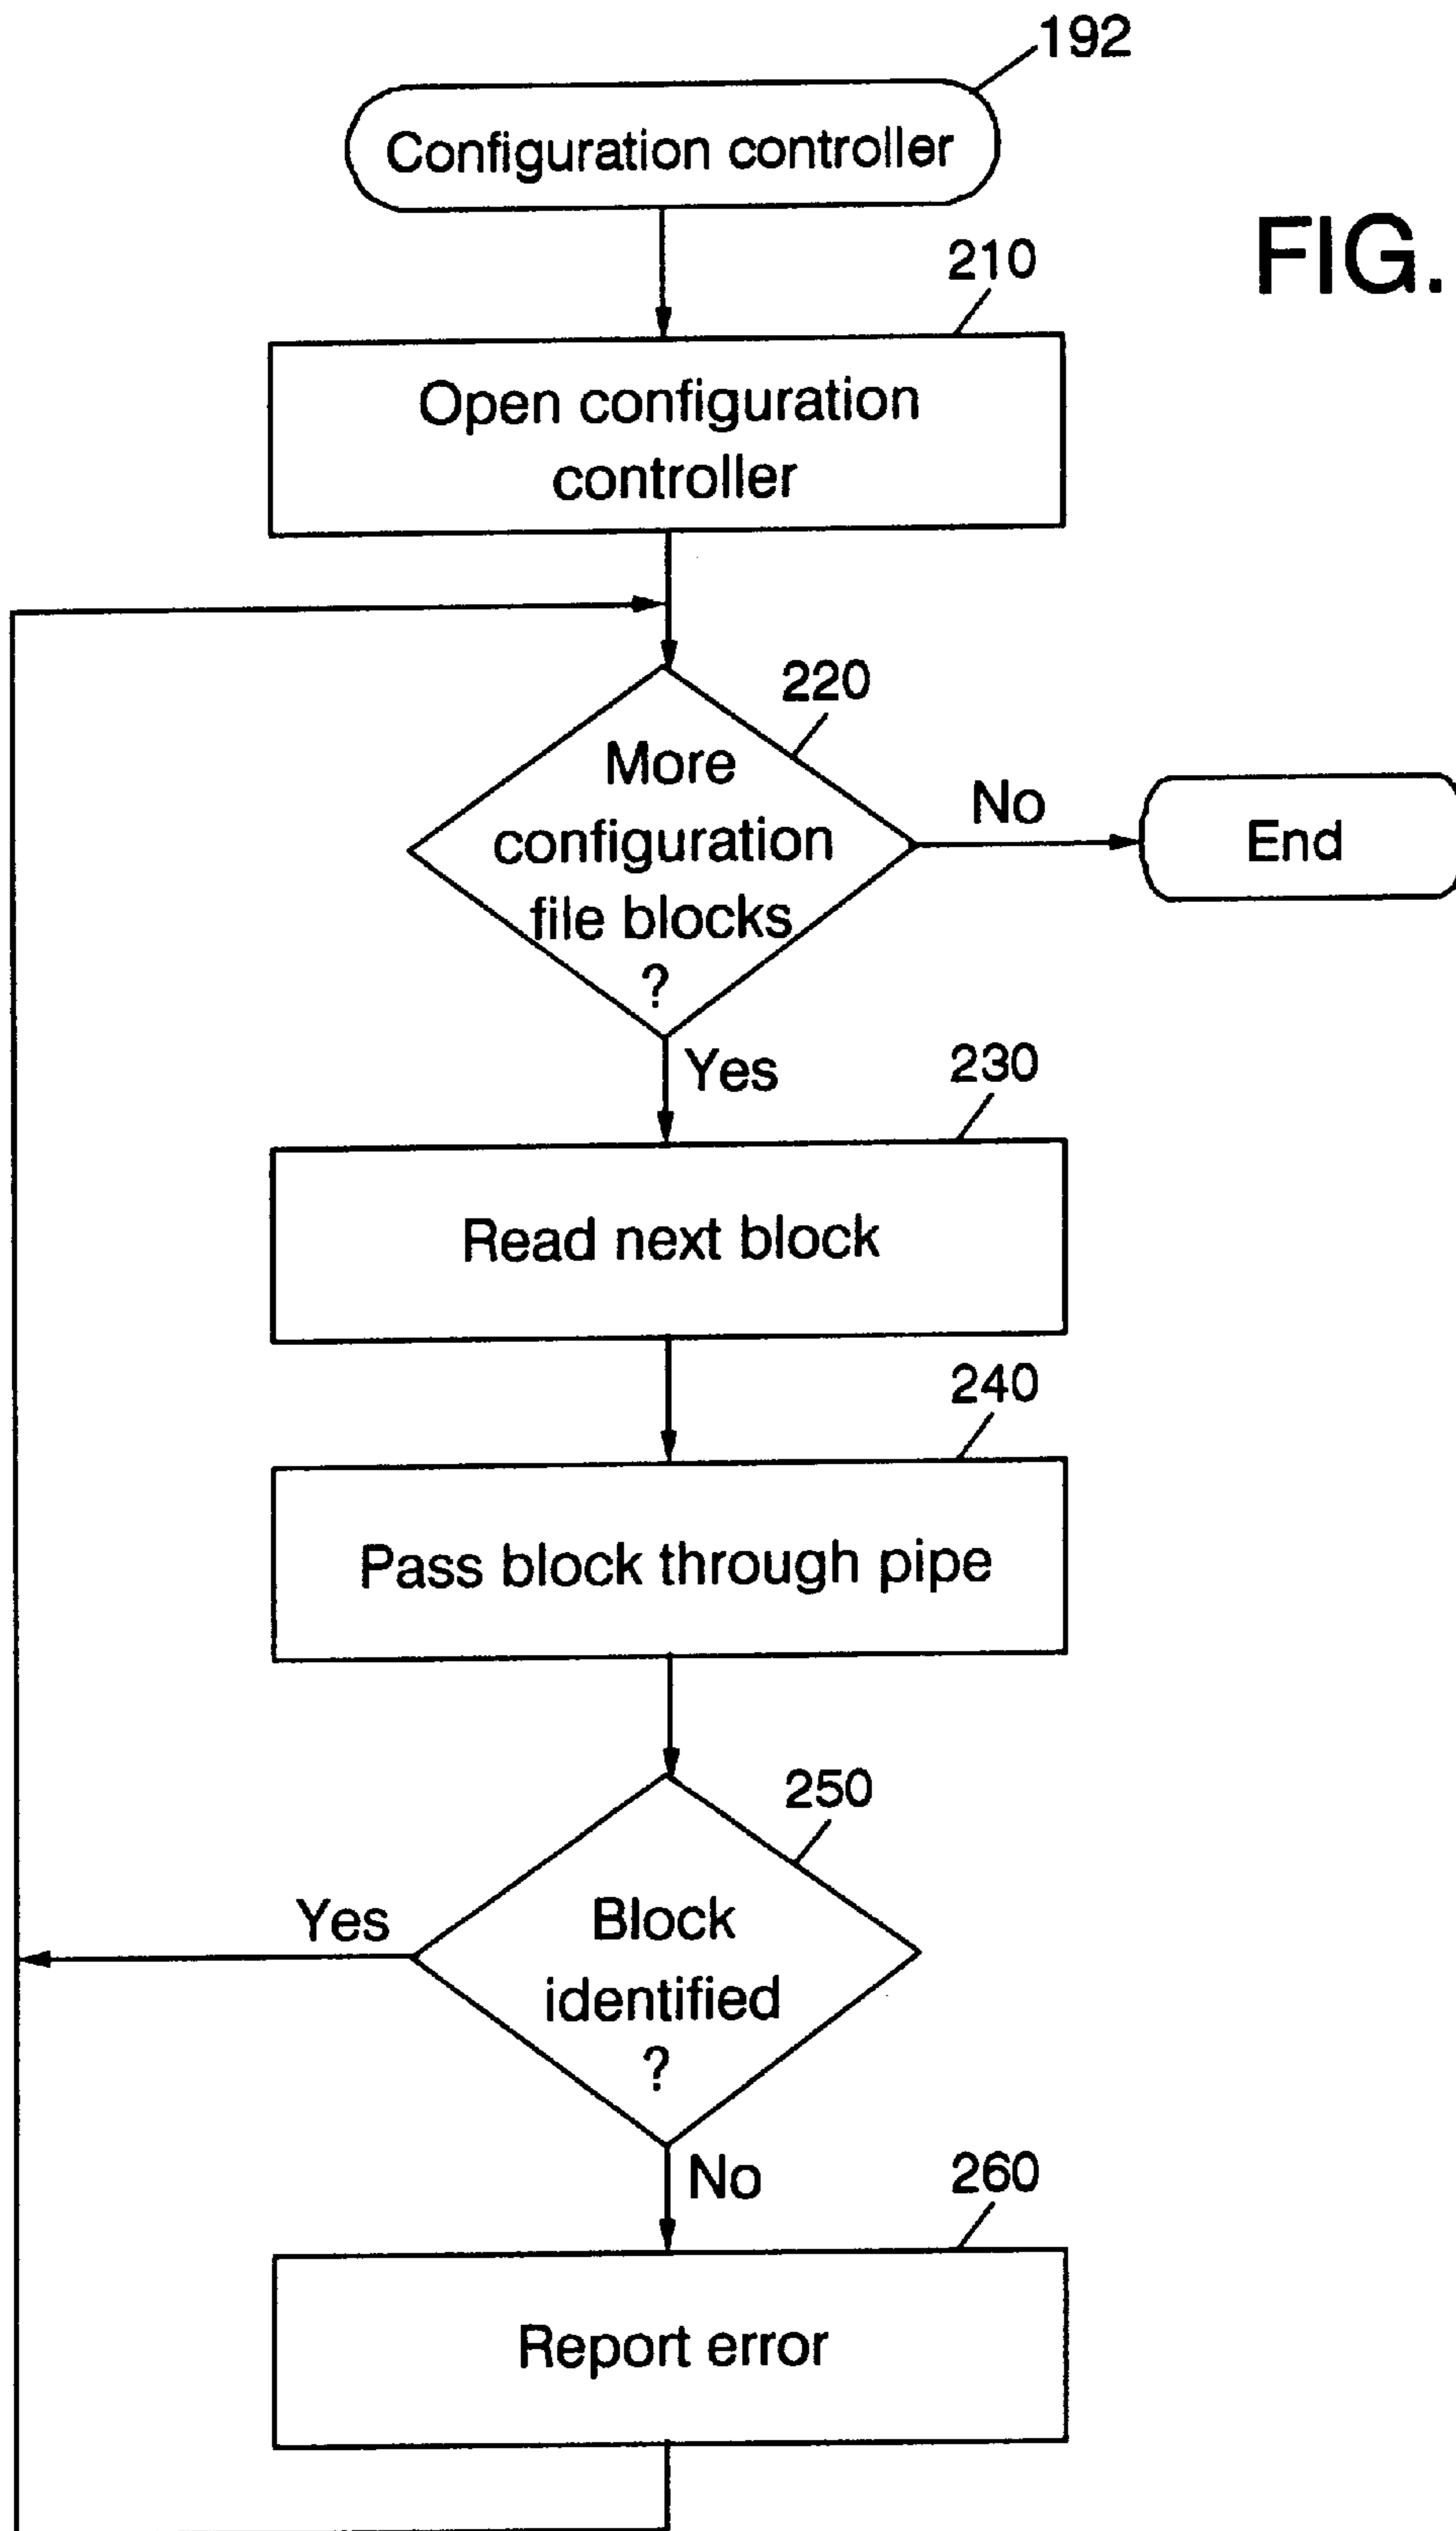 192
Configuration controller
FIG.
210
Open configuration
controller
220
More
configuration
file blocks
?
No
End
Yes
230
Read next block
240
Pass block through pipe
250
Yes
Block
identified
?
No
260
Report error